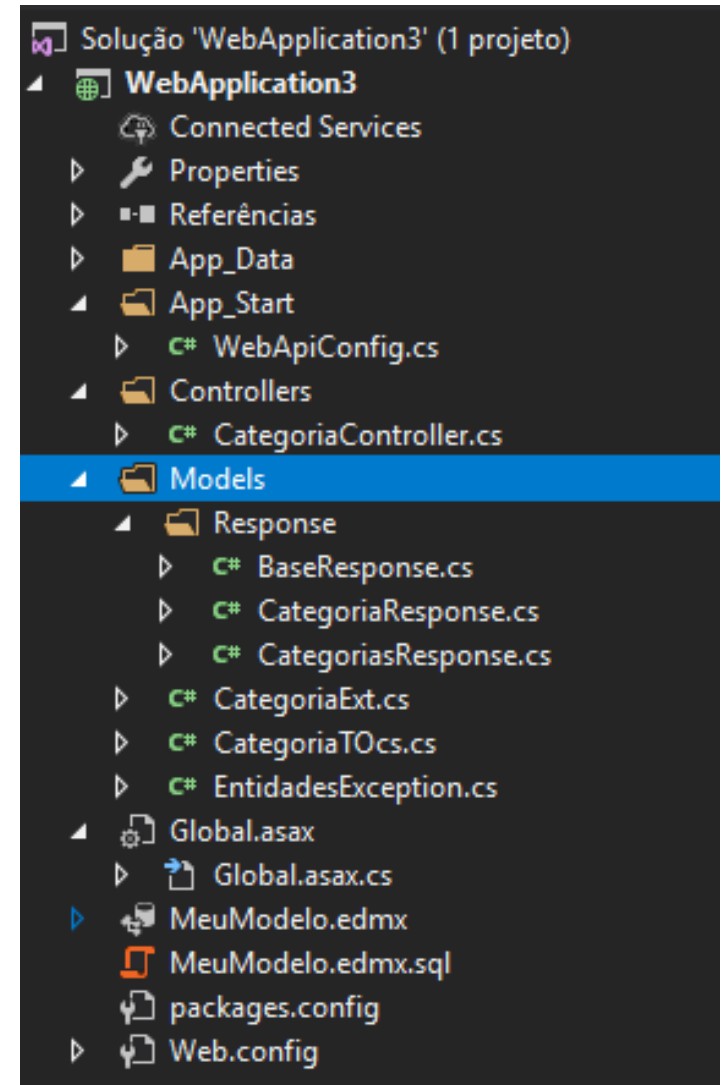 Solução 'WebApplication3' (1 projeto)
WebApplication3
Connected Services
Properties
Referências
App_Data
App_Start
C# WebApiConfig.cs
Controllers
C# CategoriaController.cs
Models
Response
C# BaseResponse.cs
C# CategoriaResponse.cs
C# CategoriasResponse.cs
C# CategoriaExt.cs
C# CategoriaTOcs.cs
C# EntidadesException.cs
Global.asax
Global.asax.cs
MeuModelo.edmx
MeuModelo.edmx.sql
packages.config
Web.config